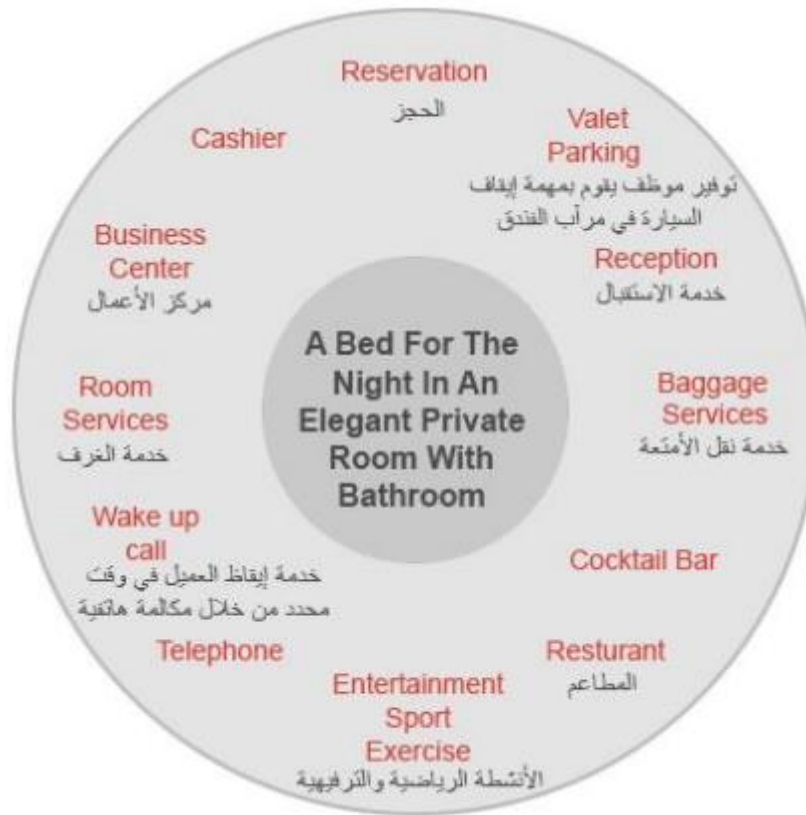 Reservation
الحجز
Valet
Parking
توفير موظف يقوم بمهمة إيقاف
السيارة في مرآب الفندق
Reception
خدمة الاستقبال
Baggage
Services
خدمة نقل الأمتعة
Cocktail Bar
Resturant
المطاعم
Entertainment
Sport
Exercise
الأنشطة الرياضية والترفيهية
Telephone
Wake up
call
خدمة إيقاظ العميل في وقت
محدد من خلال مكالمة هاتفية
Room
Services
خدمة الغرف
Business
Center
مركز الأعمال
Cashier
A Bed For The
Night In An
Elegant Private
Room With
Bathroom